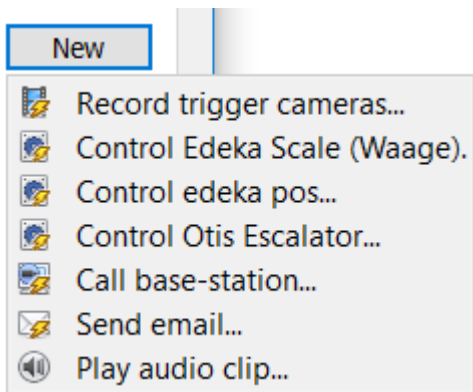 New
Record trigger cameras...
Control Edeka Scale (Waage).
Control edeka pos...
Control Otis Escalator...
Call base-station...
Send email...
Play audio clip...